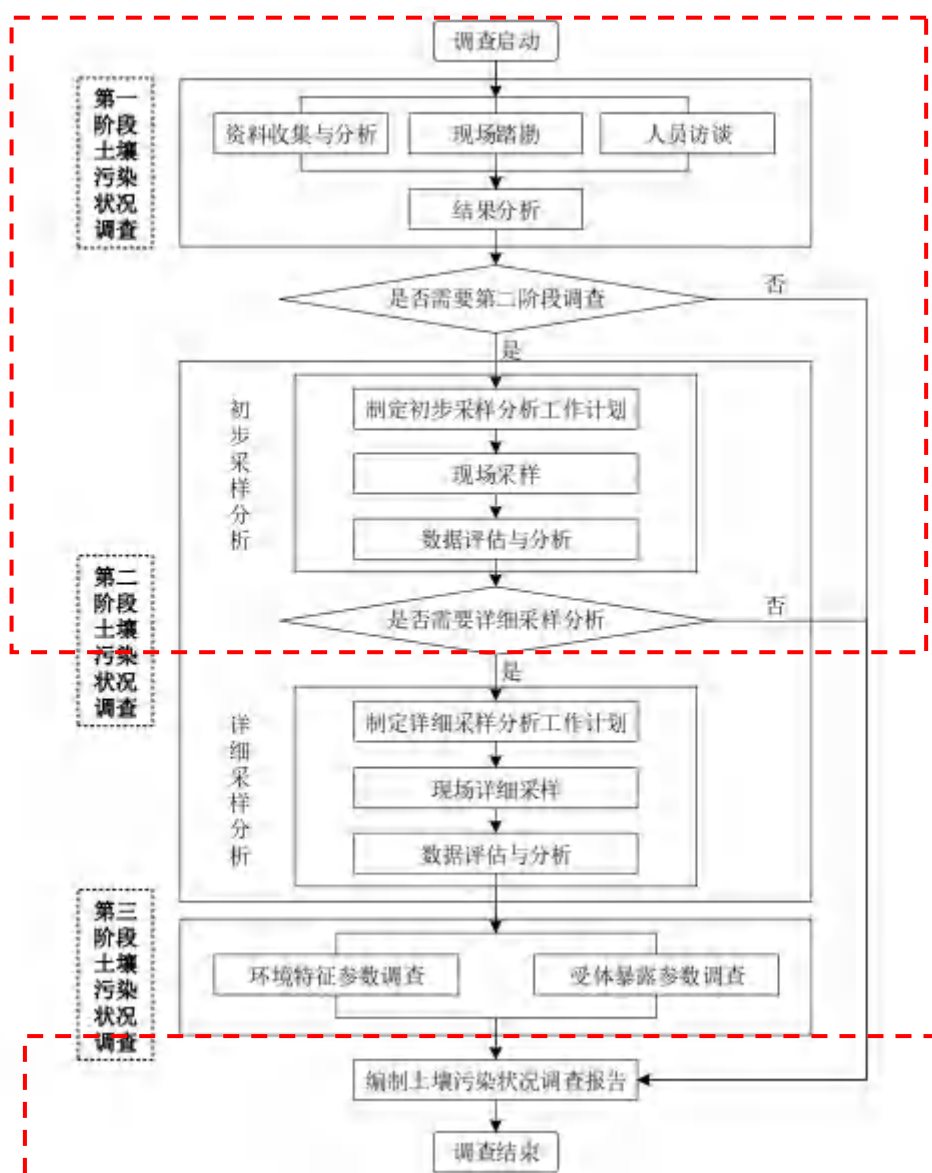 调查启动
第一
阶段
土壤
污染
状况
调查
资料收集与分析
现场踏勘
人员访谈
结果分析
是否需要第二阶段调查
否
是
初
步
采
样
分
析
制定初步采样分析工作计划
现场采样
数据评估与分析
第二
阶段
土壤
污染
状况
调查
是否需要详细采样分析
否
是
详
细
采
样
分
析
制定详细采样分析工作计划
现场详细采样
数据评估与分析
第三
阶段
土壤
污染
状况
调查
环境特征参数调查
受体暴露参数调查
编制土壤污染状况调查报告
调查结束